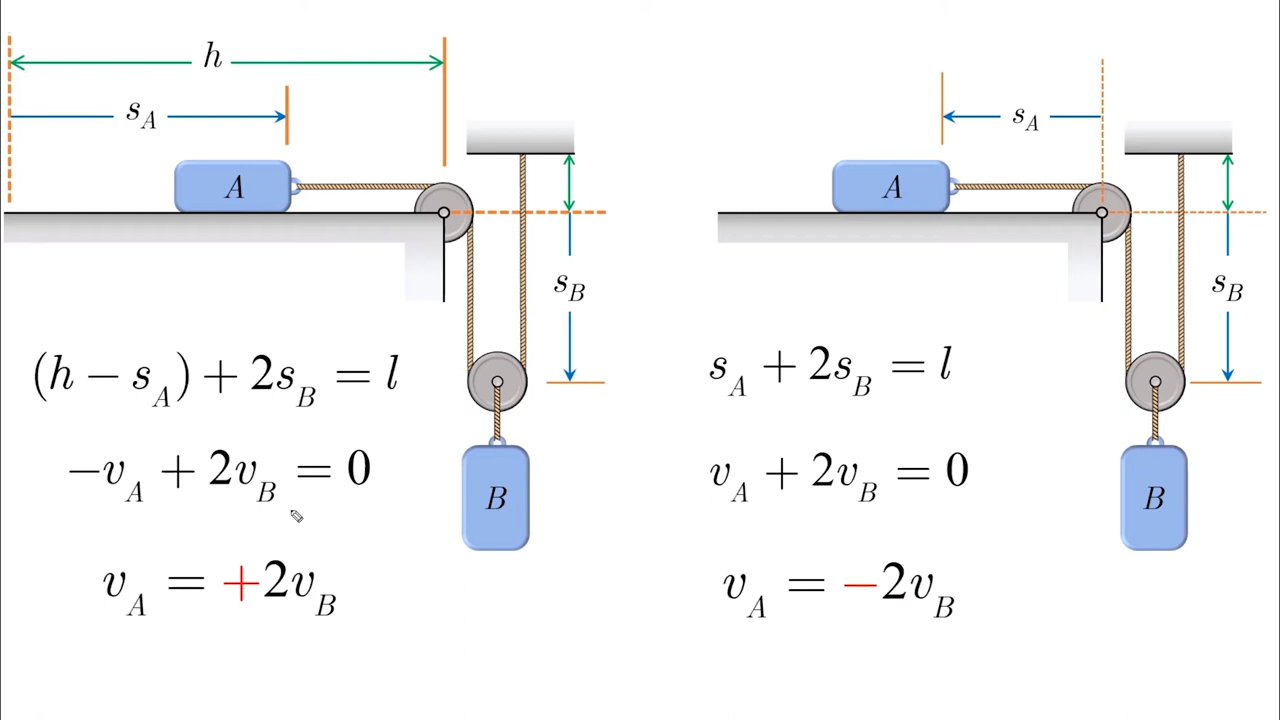 h
s_A
s_A
A
A
s_B
s_B
(h − s_A) + 2s_B = l
s_A + 2s_B = l
−v_A + 2v_B = 0
v_A + 2v_B = 0
B
B
v_A = +2v_B
v_A = −2v_B